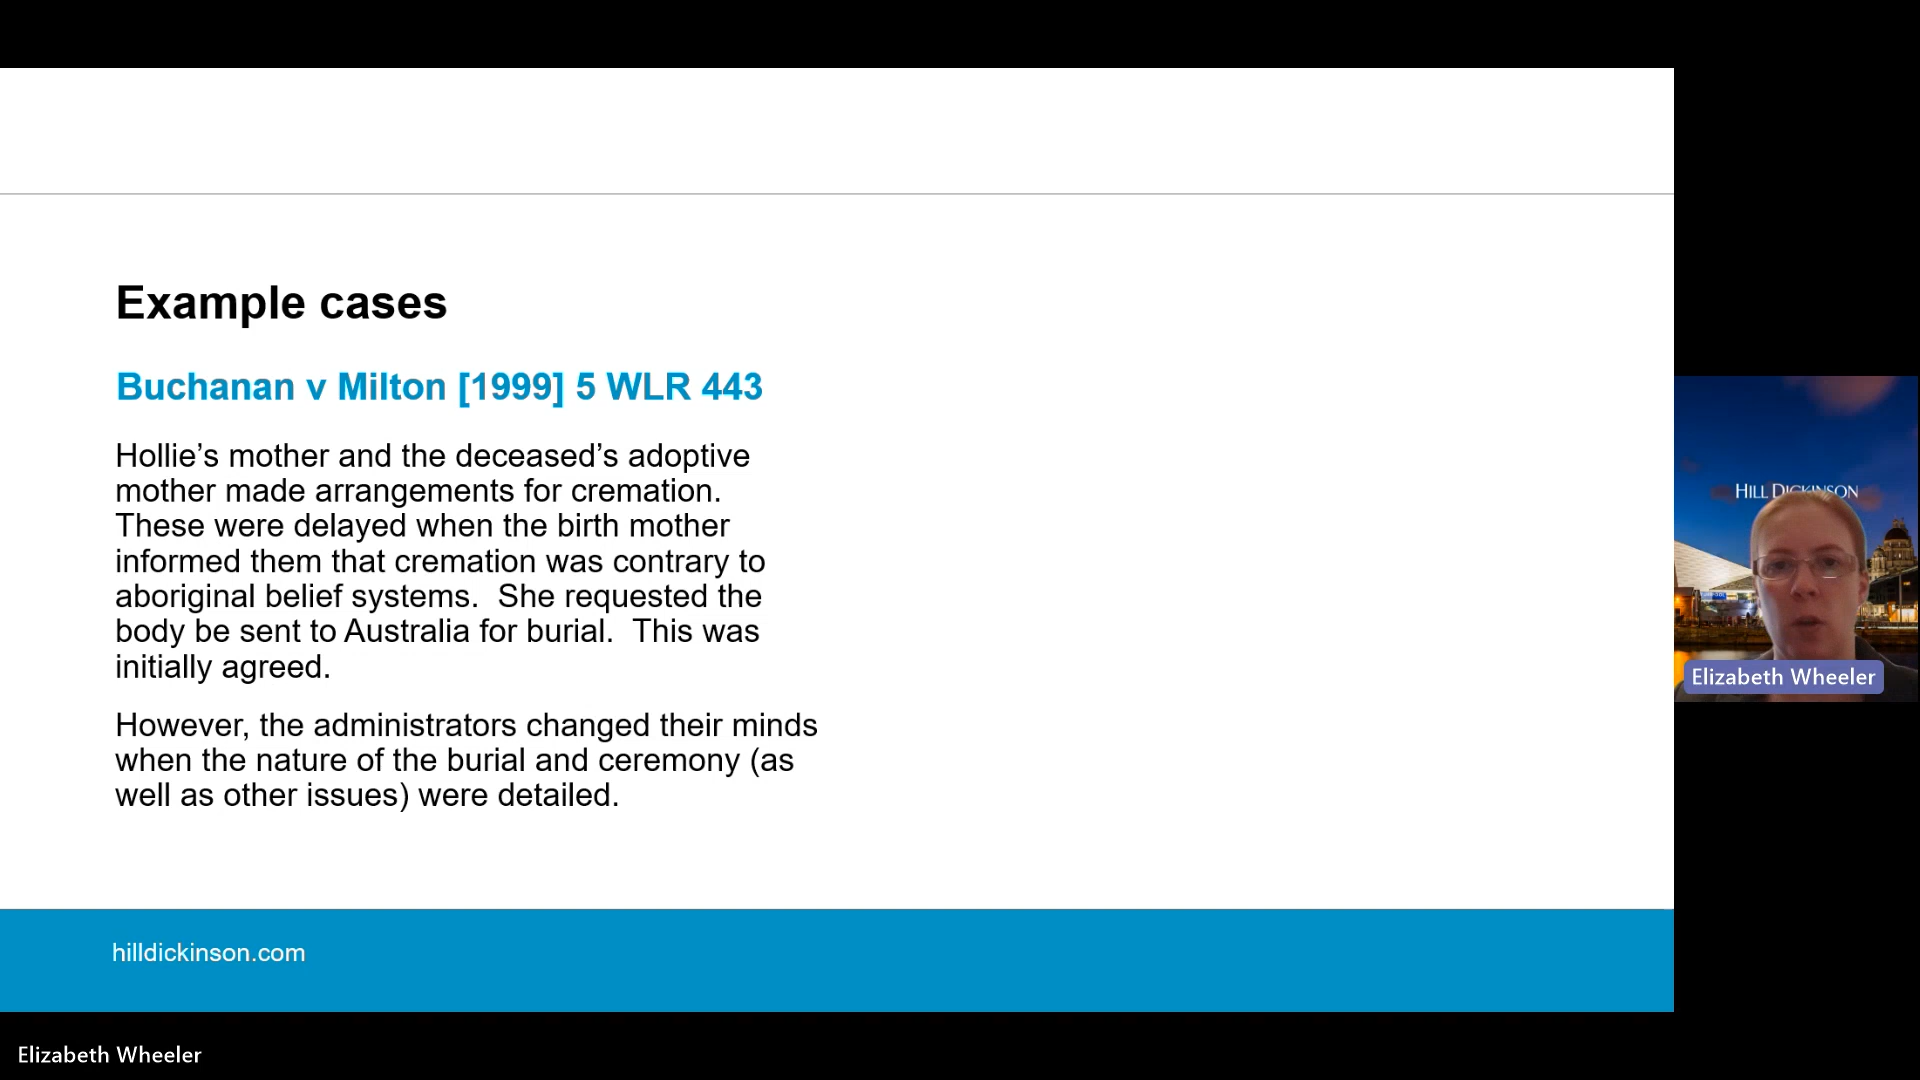 Example cases
Buchanan v Milton [1999] 5 WLR 443
Hollie’s mother and the deceased’s adoptive
mother made arrangements for cremation.
These were delayed when the birth mother
informed them that cremation was contrary to
aboriginal belief systems.  She requested the
body be sent to Australia for burial.  This was
initially agreed.
However, the administrators changed their minds
when the nature of the burial and ceremony (as
well as other issues) were detailed.
hilldickinson.com
HILL DICKINSON
Elizabeth Wheeler
Elizabeth Wheeler